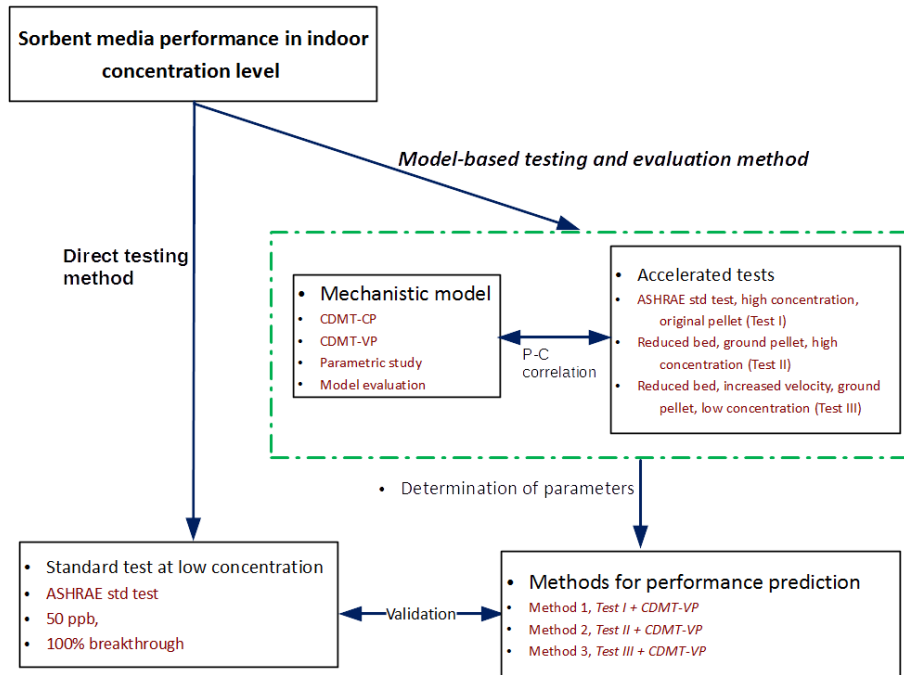 Sorbent media performance in indoor
concentration level
Model-based testing and evaluation method
Direct testing
method
• Mechanistic model
• CDMT-CP
• CDMT-VP
• Parametric study
• Model evaluation
P-C
correlation
• Accelerated tests
• ASHRAE std test, high concentration,
original pellet (Test I)
• Reduced bed, ground pellet, high
concentration (Test II)
• Reduced bed, increased velocity, ground
pellet, low concentration (Test III)
• Determination of parameters
• Standard test at low concentration
• ASHRAE std test
• 50 ppb,
• 100% breakthrough
Validation
• Methods for performance prediction
• Method 1, Test I + CDMT-VP
• Method 2, Test II + CDMT-VP
• Method 3, Test III + CDMT-VP